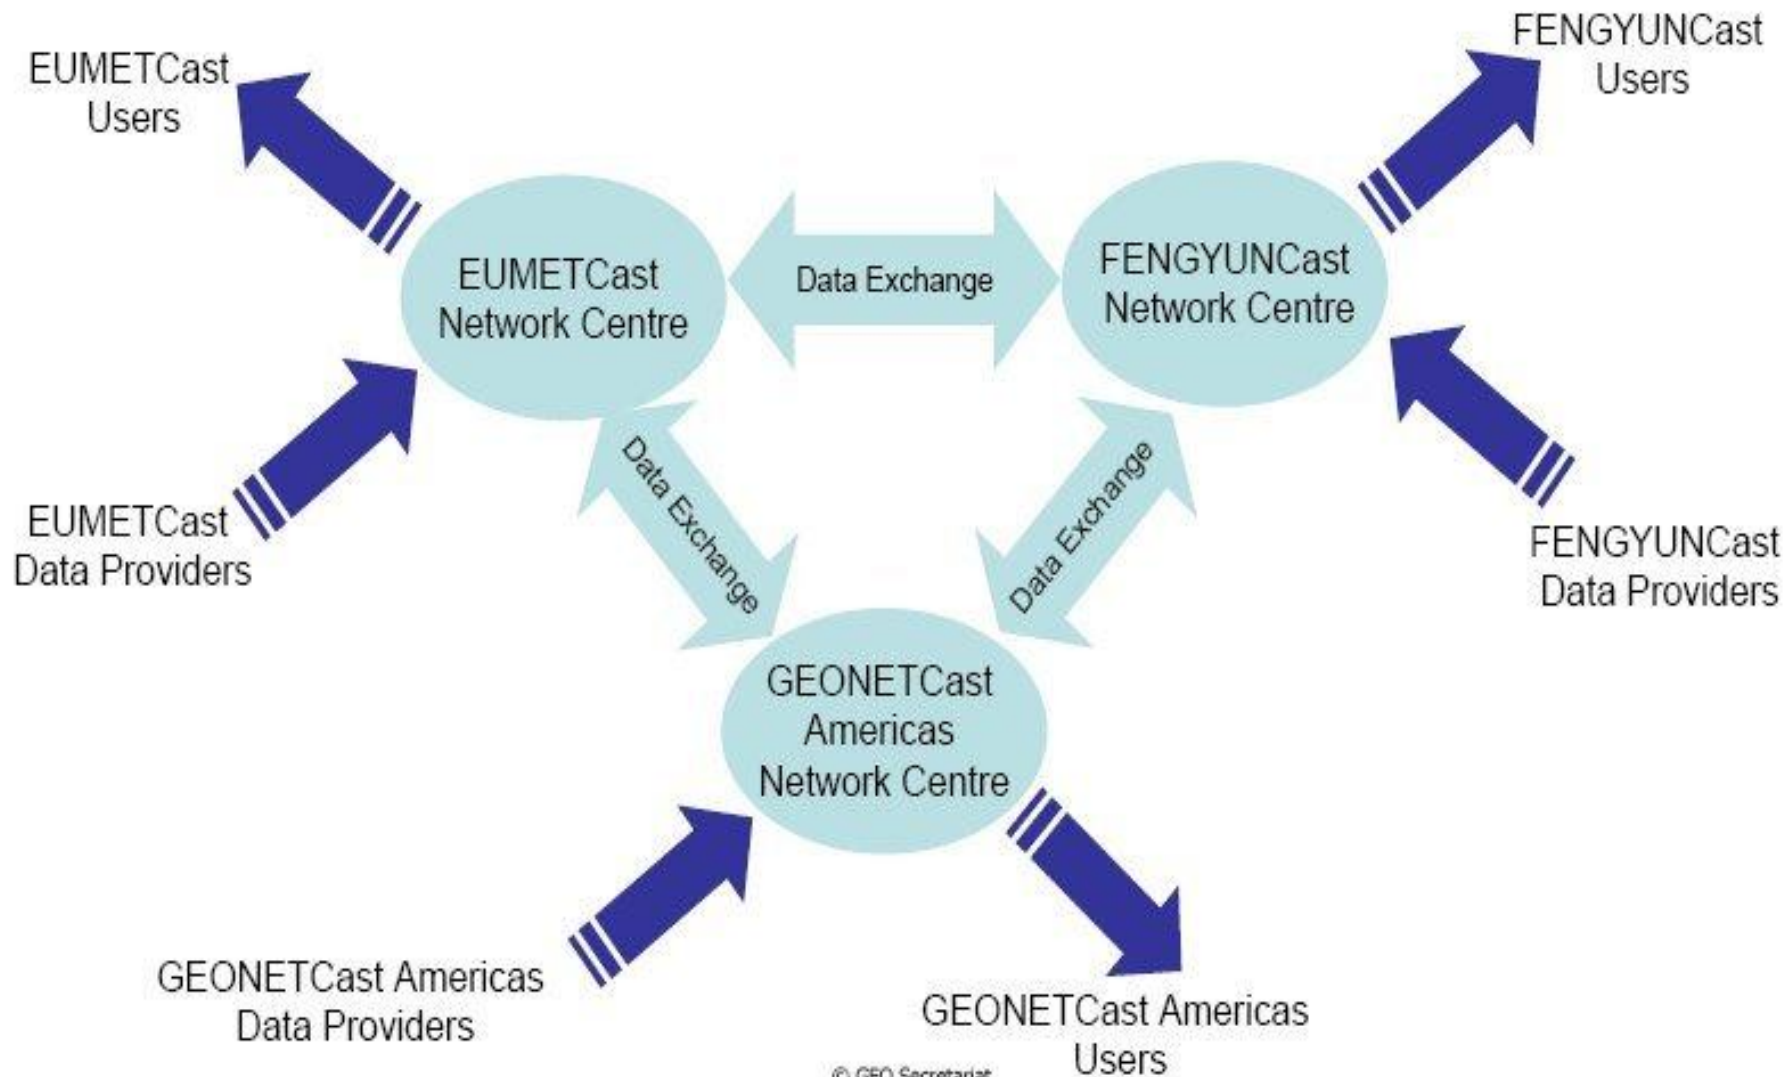 FENGYUNCast
Users
EUMETCast
Users
EUMETCast
Network Centre
Data Exchange
FENGYUNCast
Network Centre
Data Exchange
Data Exchange
EUMETCast
Data Providers
FENGYUNCast
Data Providers
GEONETCast
Americas
Network Centre
GEONETCast Americas
Data Providers
GEONETCast Americas
Users
© GEO Secretariat